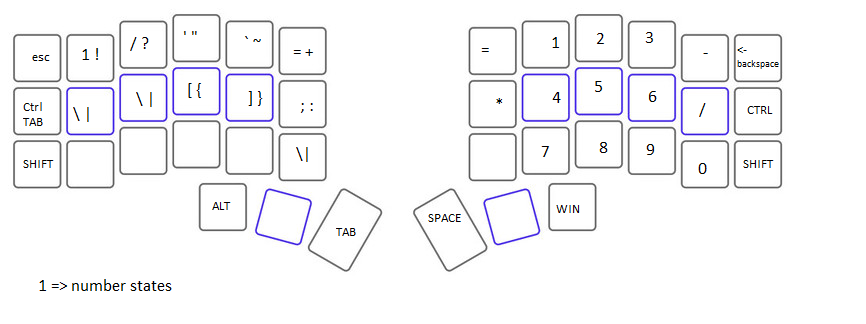 esc 1 ! / ? ' " ` ~ = + = 1 2 3 - <- backspace
Ctrl TAB \ | \ | [ { ] } ; : * 4 5 6 / CTRL
SHIFT \| 7 8 9 0 SHIFT
ALT TAB SPACE WIN
1 => number states